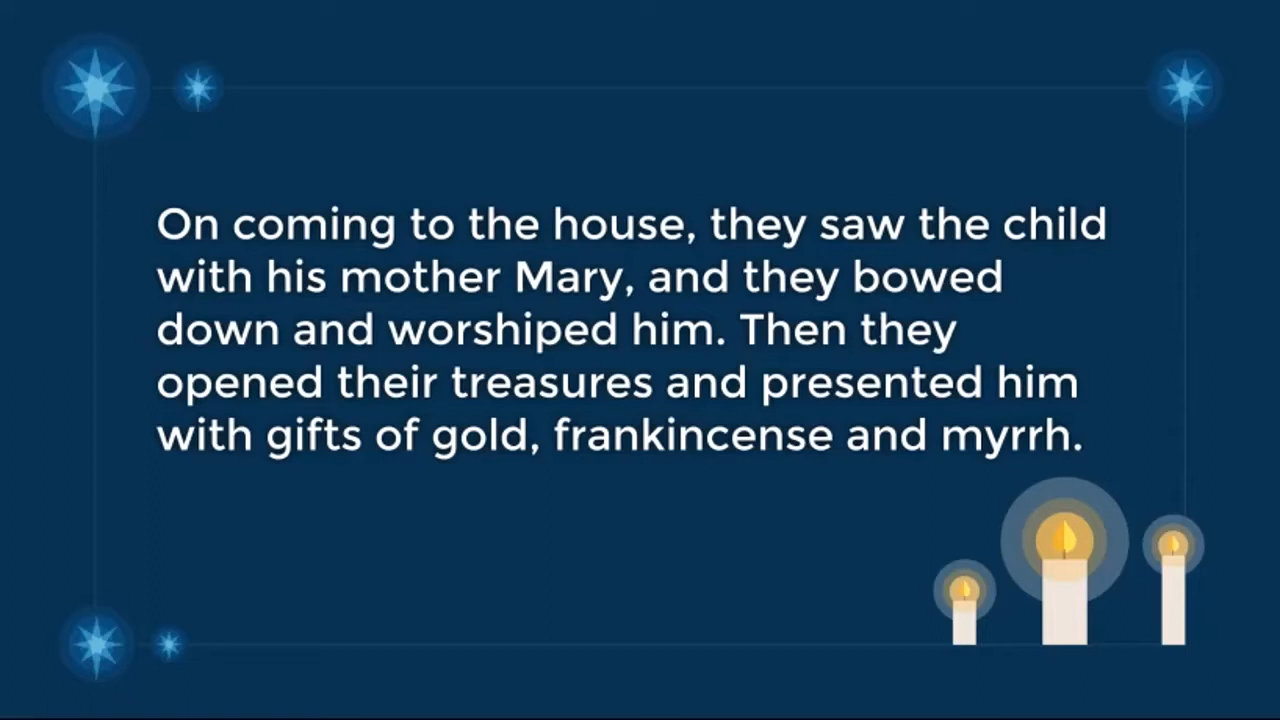 On coming to the house, they saw the child
with his mother Mary, and they bowed
down and worshiped him. Then they
opened their treasures and presented him
with gifts of gold, frankincense and myrrh.